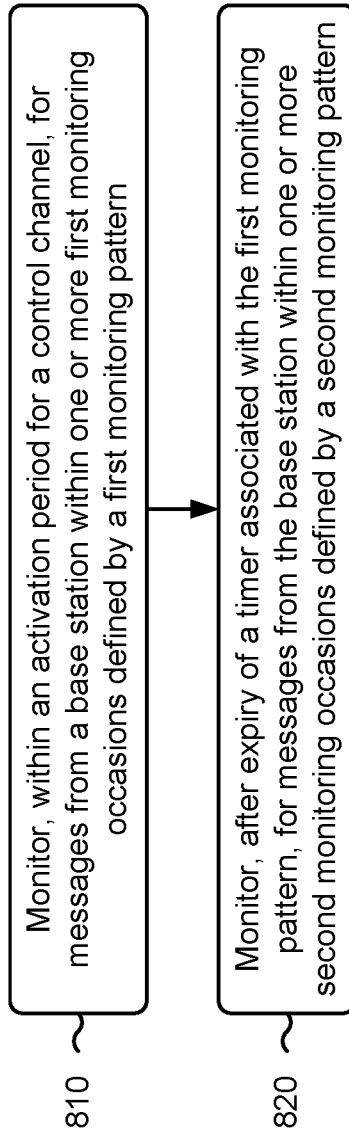 810
Monitor, within an activation period for a control channel, for
messages from a base station within one or more first monitoring
occasions defined by a first monitoring pattern
820
Monitor, after expiry of a timer associated with the first monitoring
pattern, for messages from the base station within one or more
second monitoring occasions defined by a second monitoring pattern